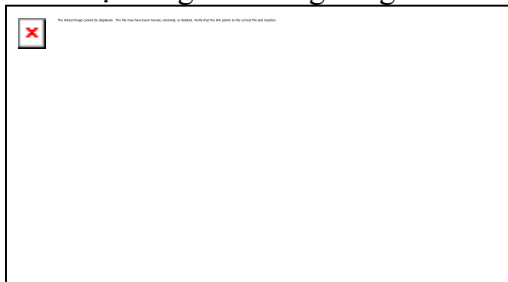 The linked image cannot be displayed. The file may have been moved, renamed, or deleted. Verify that the link points to the correct file and location.